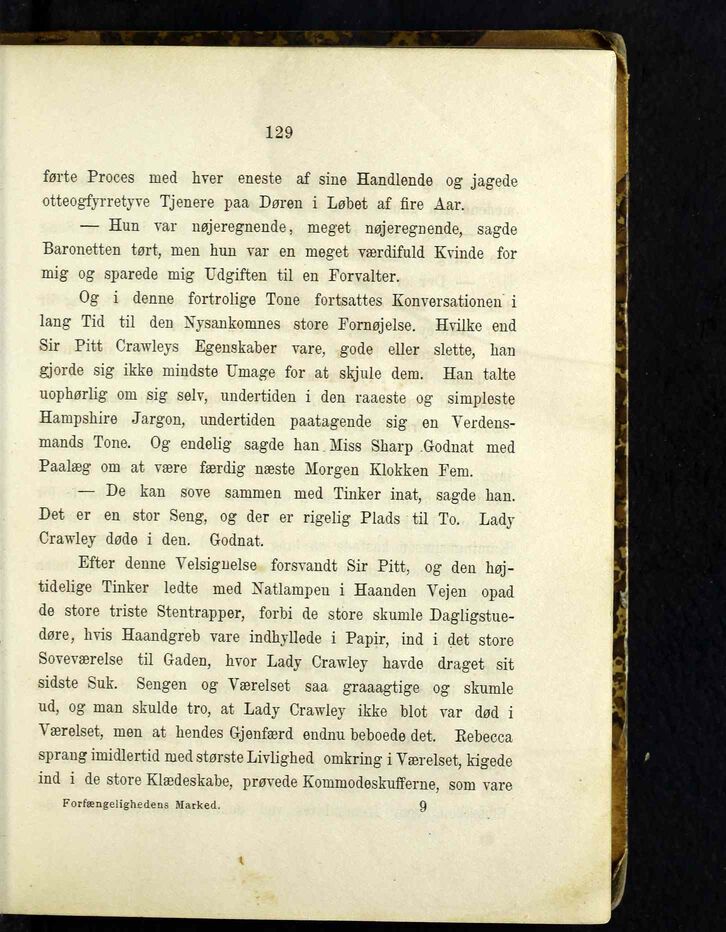 129
førte Proces med hver eneste af sine Handlende og jagede
otteogfyrretyve Tjenere paa Døren i Løbet af fire Aar.
— Hun var nøjeregnende, meget nøjeregnende, sagde
Baronetten tørt, men hun var en meget værdifuld Kvinde for
mig og sparede mig Udgiften til en Forvalter.
Og i denne fortrolige Tone fortsattes Konversationen i
lang Tid til den Nysankomnes store Fornøjelse. Hvilke end
Sir Pitt Crawleys Egenskaber vare, gode eller slette, han
gjorde sig ikke mindste Umage for at skjule dem. Han talte
uophørlig om sig selv, undertiden i den raaeste og simpleste
Hampshire Jargon, undertiden paatagende sig en Verdens-
mands Tone. Og endelig sagde han Miss Sharp Godnat med
Paalæg om at være færdig næste Morgen Klokken Fem.
— De kan sove sammen med Tinker inat, sagde han.
Det er en stor Seng, og der er rigelig Plads til To. Lady
Crawley døde i den. Godnat.
Efter denne Velsignelse forsvandt Sir Pitt, og den høj-
tidelige Tinker ledte med Natlampen i Haanden Vejen opad
de store triste Stentrapper, forbi de store skumle Dagligstue-
døre, hvis Haandgreb vare indhyllede i Papir, ind i det store
Soveværelse til Gaden, hvor Lady Crawley havde draget sit
sidste Suk. Sengen og Værelset saa graaagtige og skumle
ud, og man skulde tro, at Lady Crawley ikke blot var død i
Værelset, men at hendes Gjenfærd endnu beboede det. Rebecca
sprang imidlertid med største Livlighed omkring i Værelset, kigede
ind i de store Klædeskabe, prøvede Kommodeskufferne, som vare
Forfængelighedens Marked. 9